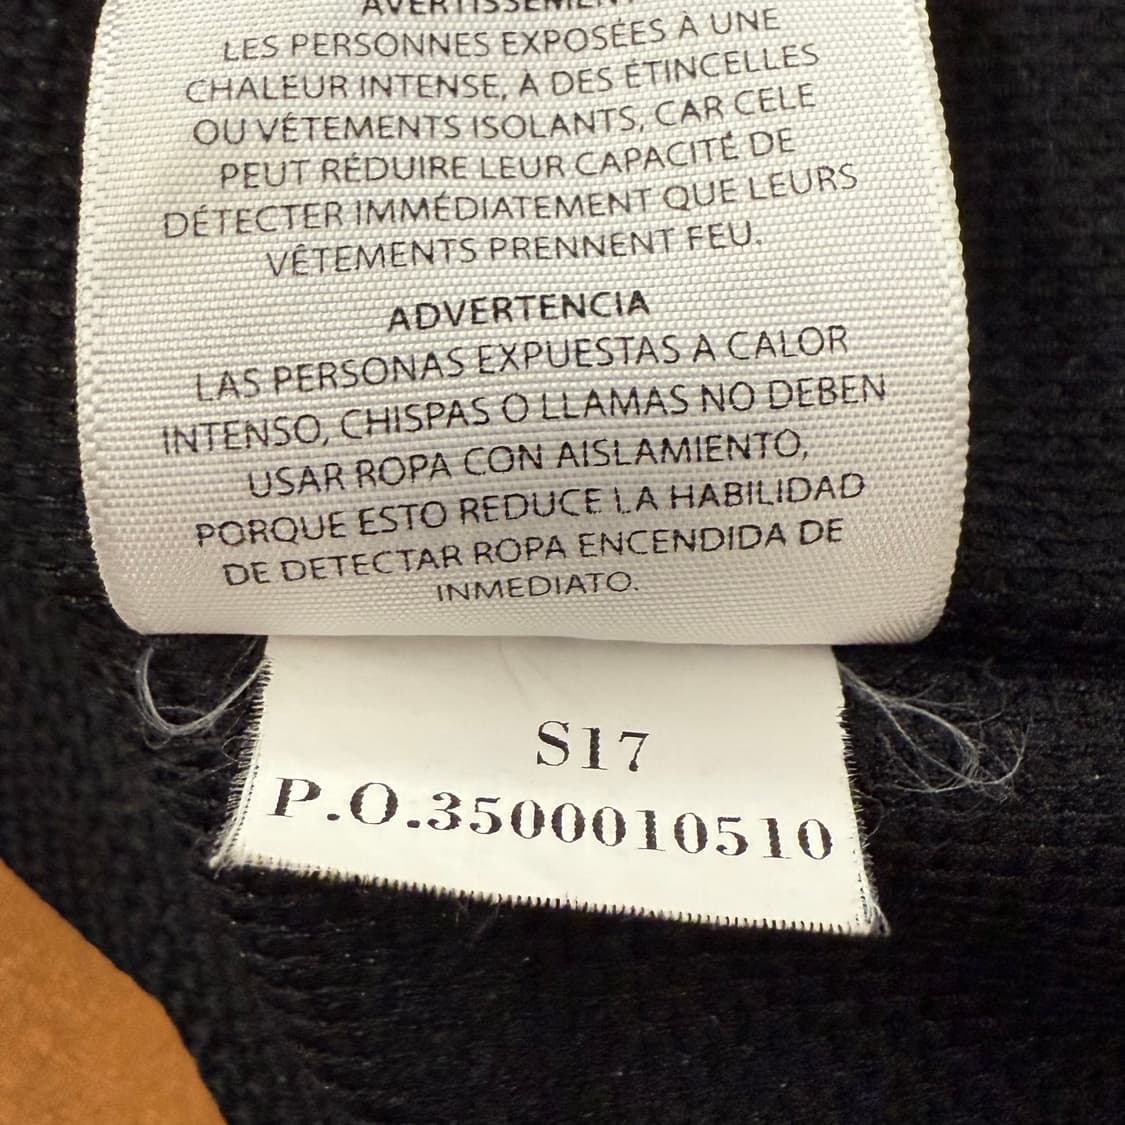 AVERTISSEMENT
LES PERSONNES EXPOSÉES À UNE
CHALEUR INTENSE, À DES ÉTINCELLES
OU VÉTEMENTS ISOLANTS, CAR CELE
PEUT RÉDUIRE LEUR CAPACITÉ DE
DÉTECTER IMMÉDIATEMENT QUE LEURS
VÊTEMENTS PRENNENT FEU.
ADVERTENCIA
LAS PERSONAS EXPUESTAS A CALOR
INTENSO, CHISPAS O LLAMAS NO DEBEN
USAR ROPA CON AISLAMIENTO,
PORQUE ESTO REDUCE LA HABILIDAD
DE DETECTAR ROPA ENCENDIDA DE
INMEDIATO.
S17
P.O.3500010510